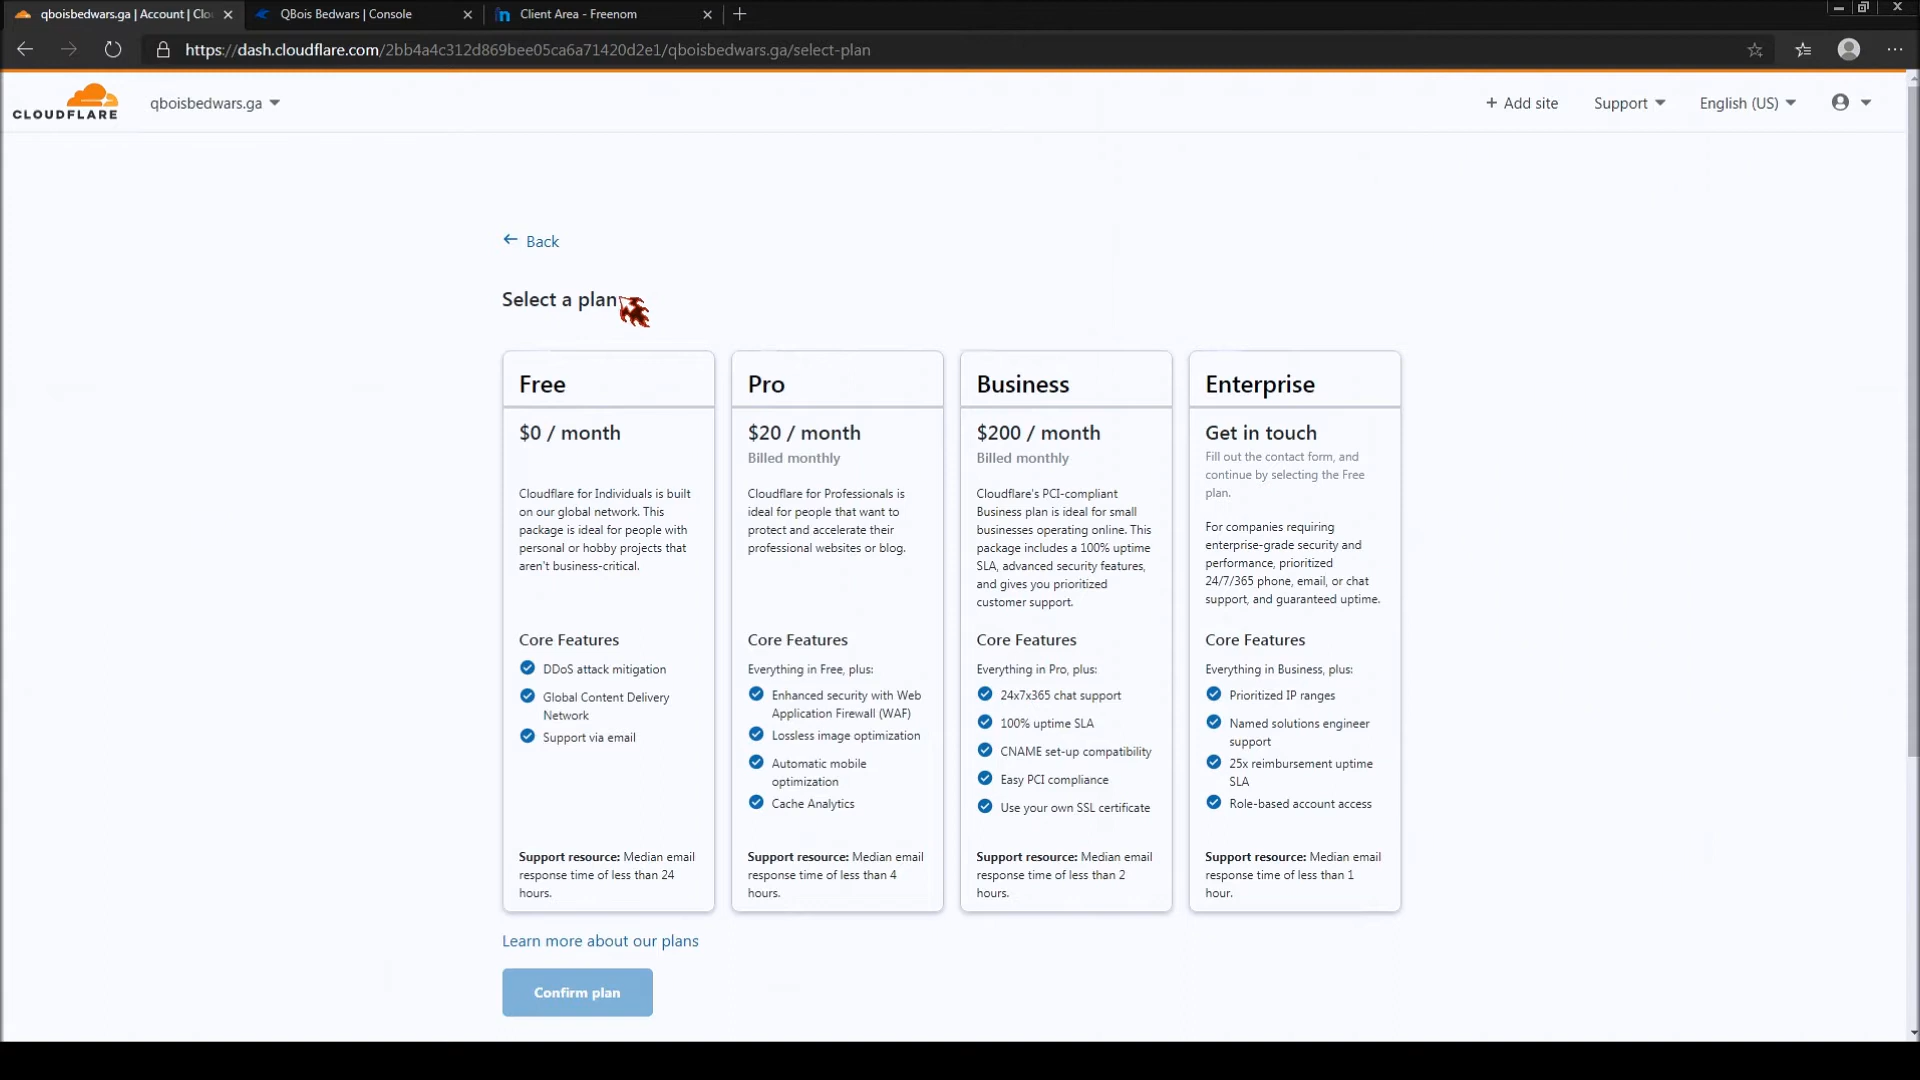 qboisbedwars.ga | Account | Clo
QBois Bedwars | Console
Client Area - Freenom
https://dash.cloudflare.com/2bb4a4c312d869bee05ca6a71420d2e1/qboisbedwars.ga/select-plan
CLOUDFLARE
qboisbedwars.ga
+ Add site
Support
English (US)
← Back
Select a plan
Free
$0 / month
Cloudflare for Individuals is built
on our global network. This
package is ideal for people with
personal or hobby projects that
aren't business-critical.
Core Features
DDoS attack mitigation
Global Content Delivery
Network
Support via email
Support resource: Median email
response time of less than 24
hours.
Pro
$20 / month
Billed monthly
Cloudflare for Professionals is
ideal for people that want to
protect and accelerate their
professional websites or blog.
Core Features
Everything in Free, plus:
Enhanced security with Web
Application Firewall (WAF)
Lossless image optimization
Automatic mobile
optimization
Cache Analytics
Support resource: Median email
response time of less than 4
hours.
Business
$200 / month
Billed monthly
Cloudflare's PCI-compliant
Business plan is ideal for small
businesses operating online. This
package includes a 100% uptime
SLA, advanced security features,
and gives you prioritized
customer support.
Core Features
Everything in Pro, plus:
24x7x365 chat support
100% uptime SLA
CNAME set-up compatibility
Easy PCI compliance
Use your own SSL certificate
Support resource: Median email
response time of less than 2
hours.
Enterprise
Get in touch
Fill out the contact form, and
continue by selecting the Free
plan.
For companies requiring
enterprise-grade security and
performance, prioritized
24/7/365 phone, email, or chat
support, and guaranteed uptime.
Core Features
Everything in Business, plus:
Prioritized IP ranges
Named solutions engineer
support
25x reimbursement uptime
SLA
Role-based account access
Support resource: Median email
response time of less than 1
hour.
Learn more about our plans
Confirm plan